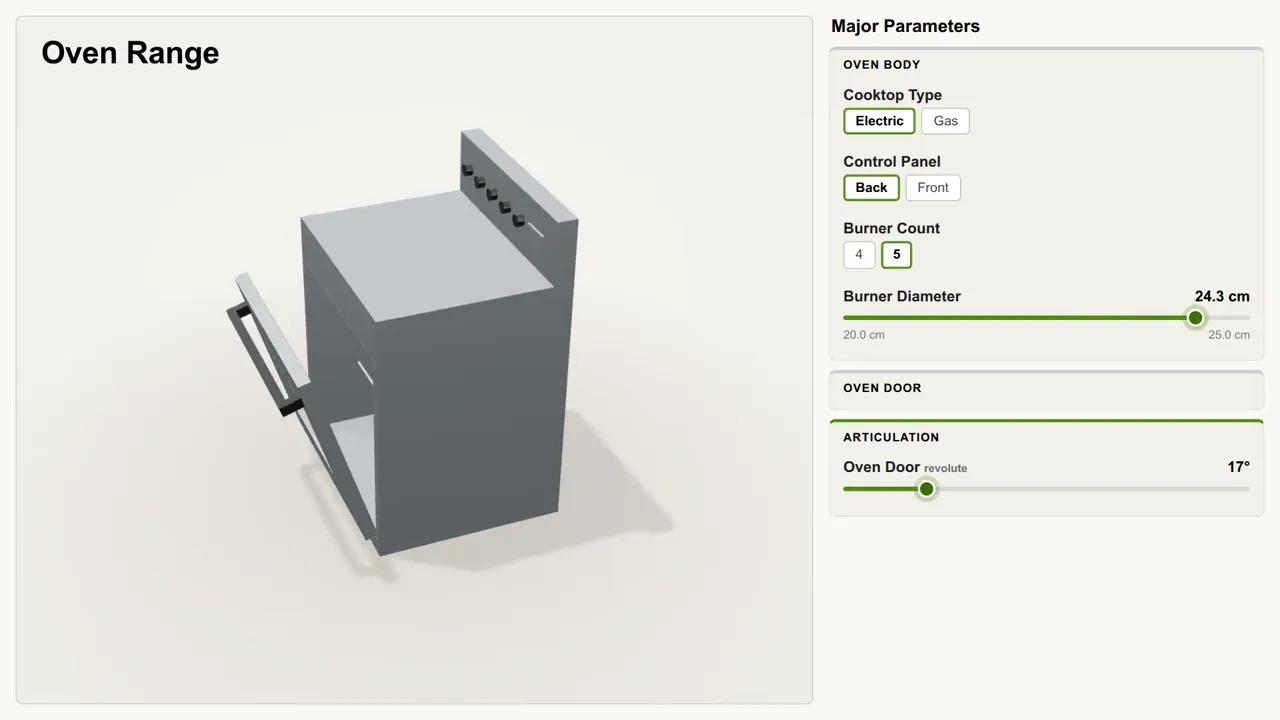 Oven Range
Major Parameters
OVEN BODY
Cooktop Type
Electric Gas
Control Panel
Back Front
Burner Count
4 5
Burner Diameter 24.3 cm
20.0 cm 25.0 cm
OVEN DOOR
ARTICULATION
Oven Door revolute 17°